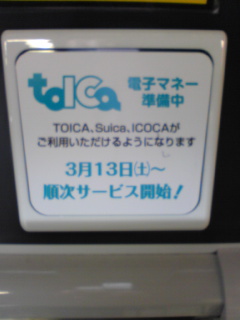 toICa 電子マネー
準備中
TOICA、Suica、ICOCAが
ご利用いただけるようになります
3月13日(土)～
順次サービス開始！